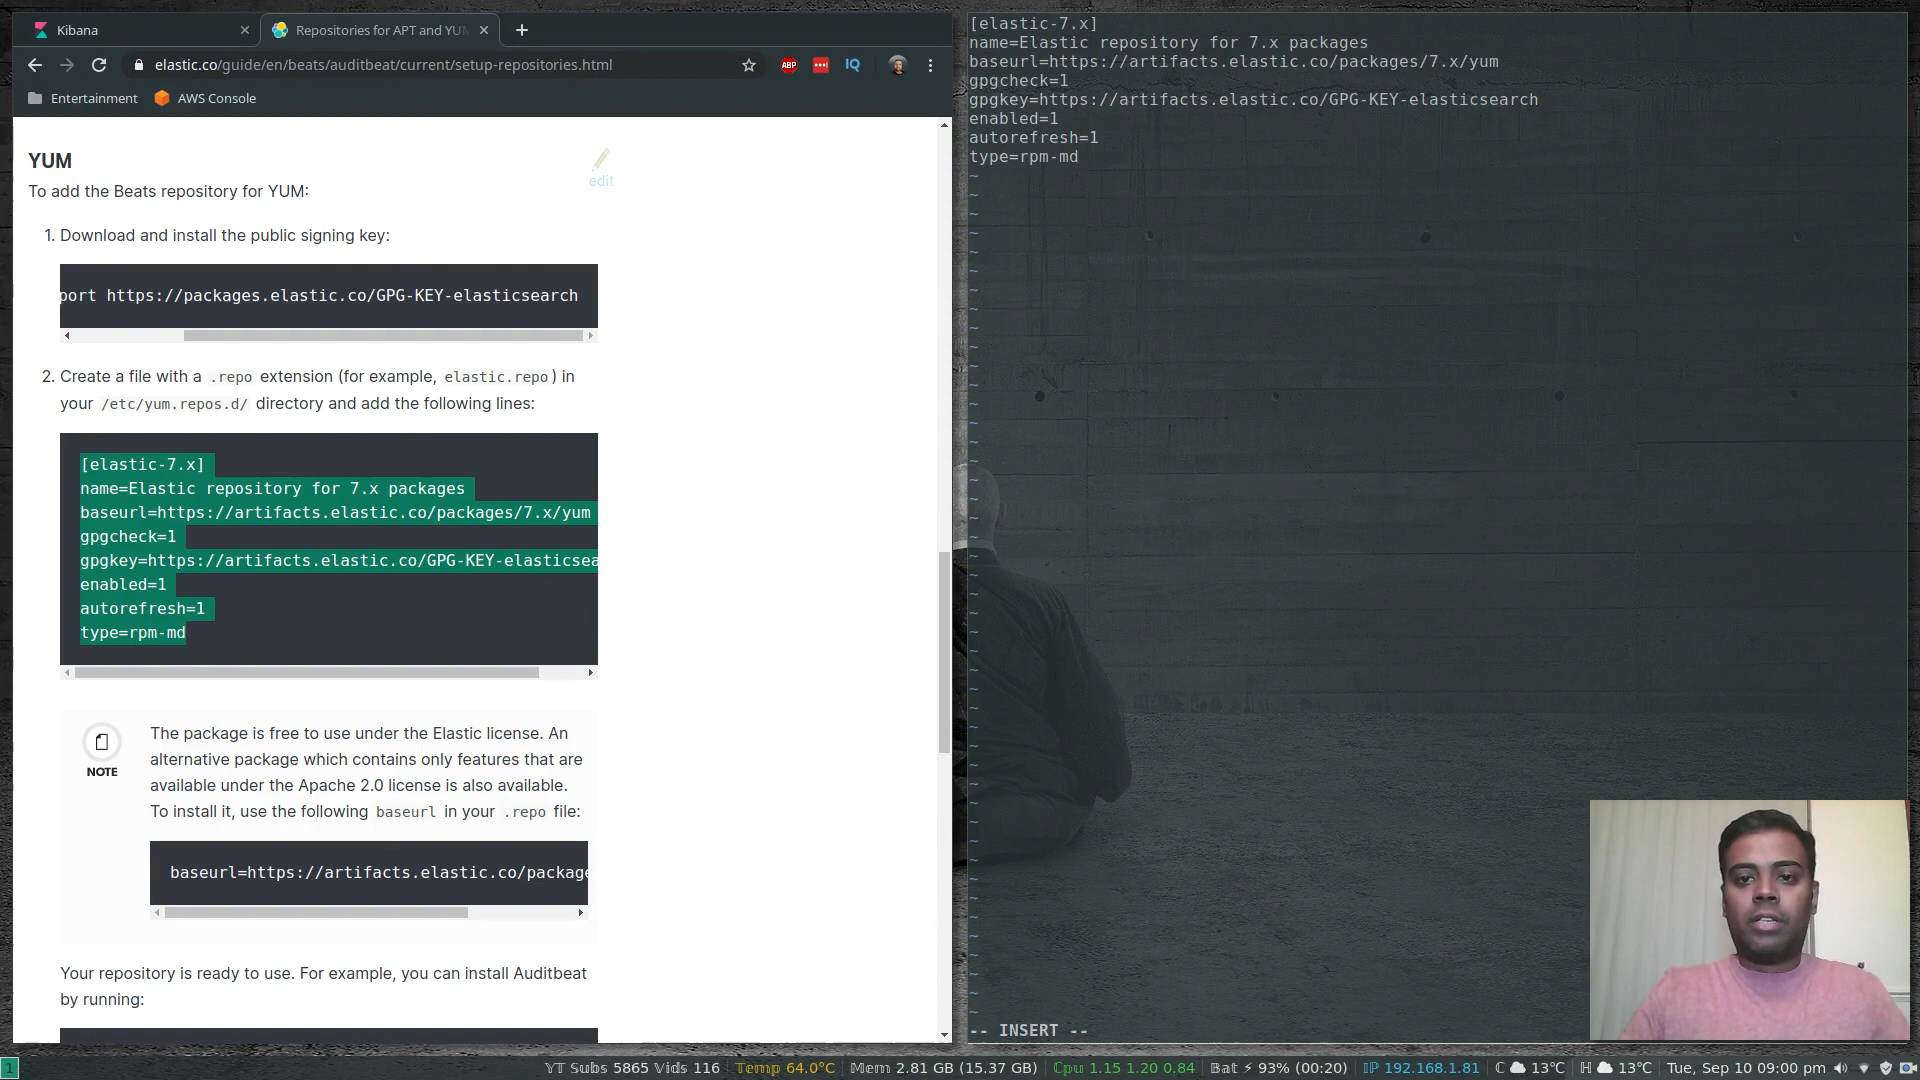 Kibana
Repositories for APT and YUM
elastic.co/guide/en/beats/auditbeat/current/setup-repositories.html
ABP
IQ
Entertainment
AWS Console
YUM
edit
To add the Beats repository for YUM:
1. Download and install the public signing key:
port https://packages.elastic.co/GPG-KEY-elasticsearch
2. Create a file with a .repo extension (for example, elastic.repo) in
your /etc/yum.repos.d/ directory and add the following lines:
[elastic-7.x]
name=Elastic repository for 7.x packages
baseurl=https://artifacts.elastic.co/packages/7.x/yum
gpgcheck=1
gpgkey=https://artifacts.elastic.co/GPG-KEY-elasticsea
enabled=1
autorefresh=1
type=rpm-md
NOTE
The package is free to use under the Elastic license. An
alternative package which contains only features that are
available under the Apache 2.0 license is also available.
To install it, use the following baseurl in your .repo file:
baseurl=https://artifacts.elastic.co/package
Your repository is ready to use. For example, you can install Auditbeat
by running:
[elastic-7.x]
name=Elastic repository for 7.x packages
baseurl=https://artifacts.elastic.co/packages/7.x/yum
gpgcheck=1
gpgkey=https://artifacts.elastic.co/GPG-KEY-elasticsearch
enabled=1
autorefresh=1
type=rpm-md
-- INSERT --
1
YT Subs 5865 Vids 116 Temp 64.0°C Mem 2.81 GB (15.37 GB) Cpu 1.15 1.20 0.84 Bat ⚡ 93% (00:20) IP 192.168.1.81 C 13°C H 13°C Tue, Sep 10 09:00 pm